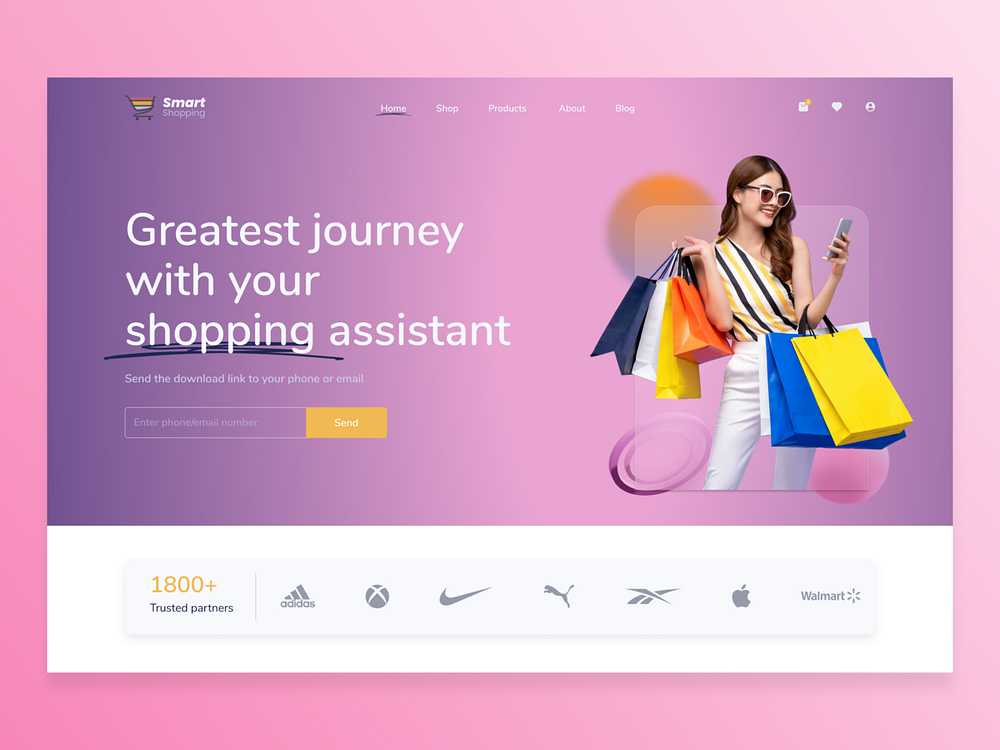 Smart
Shopping
Home Shop Products About Blog
Greatest journey
with your
shopping assistant
Send the download link to your phone or email
Enter phone/email number Send
1800+
Trusted partners
adidas
Walmart